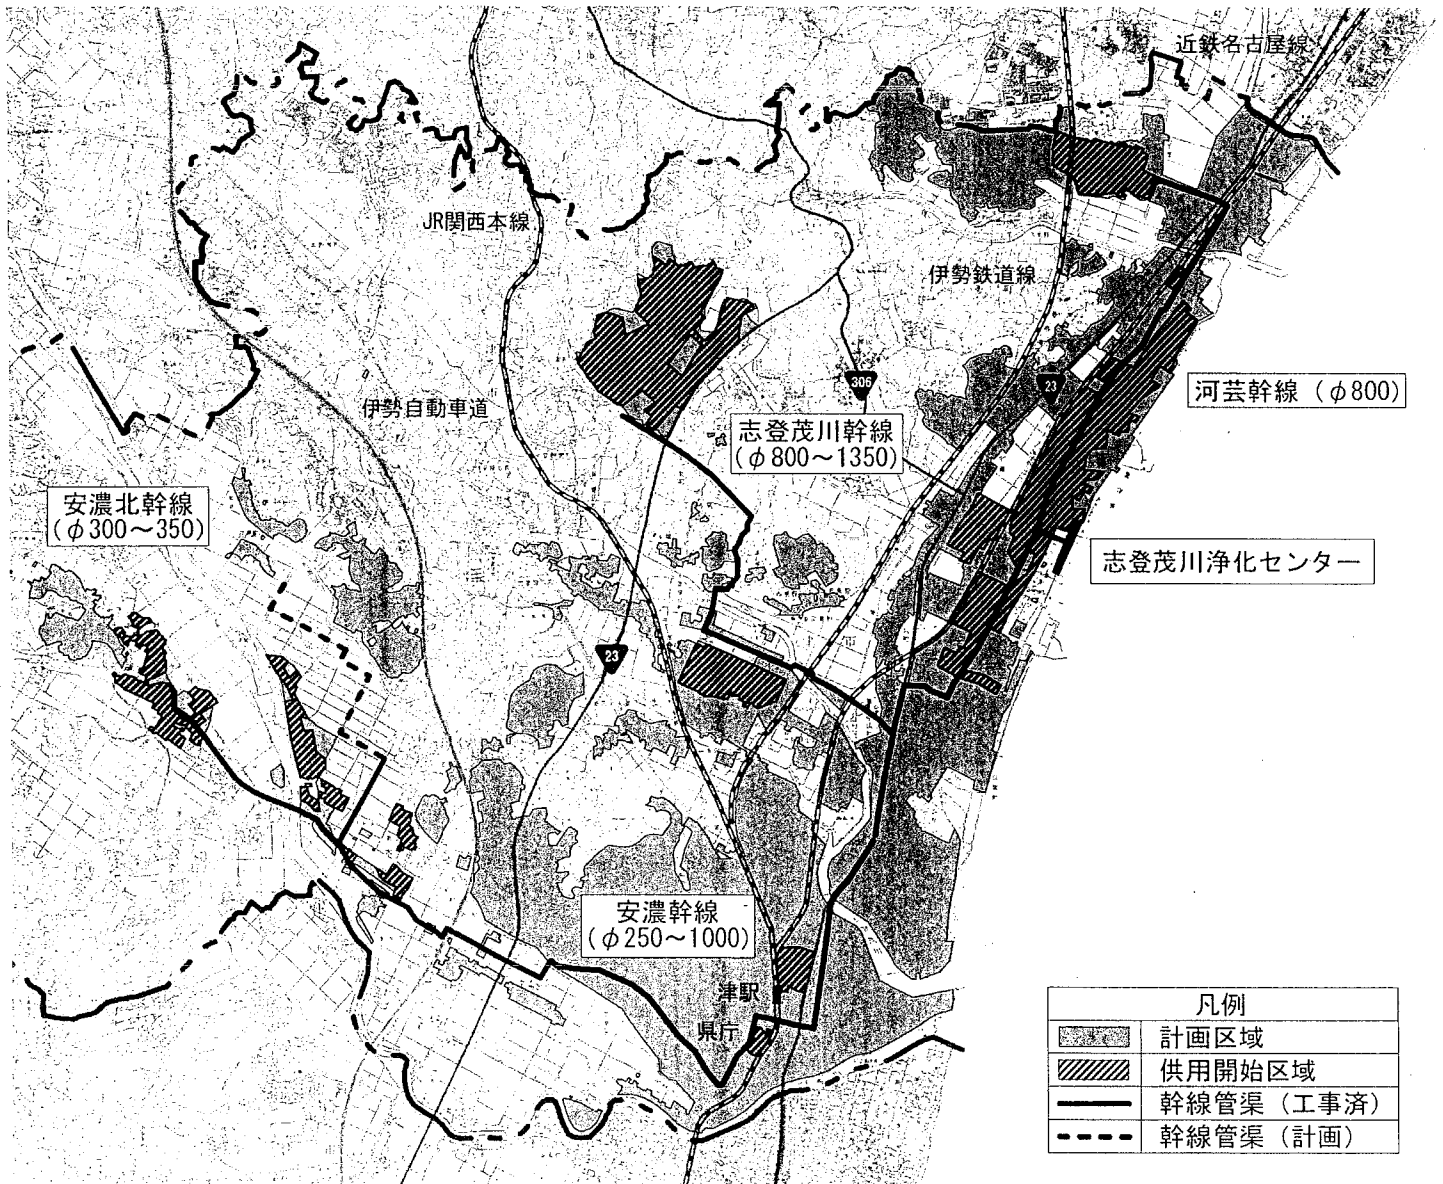 近鉄名古屋線
JR関西本線
伊勢鉄道線
306
23
河芸幹線（φ800）
伊勢自動車道
志登茂川幹線
（φ800～1350）
安濃北幹線
（φ300～350）
志登茂川浄化センター
23
安濃幹線
（φ250～1000）
津駅
県庁
凡例
計画区域
供用開始区域
幹線管渠（工事済）
幹線管渠（計画）